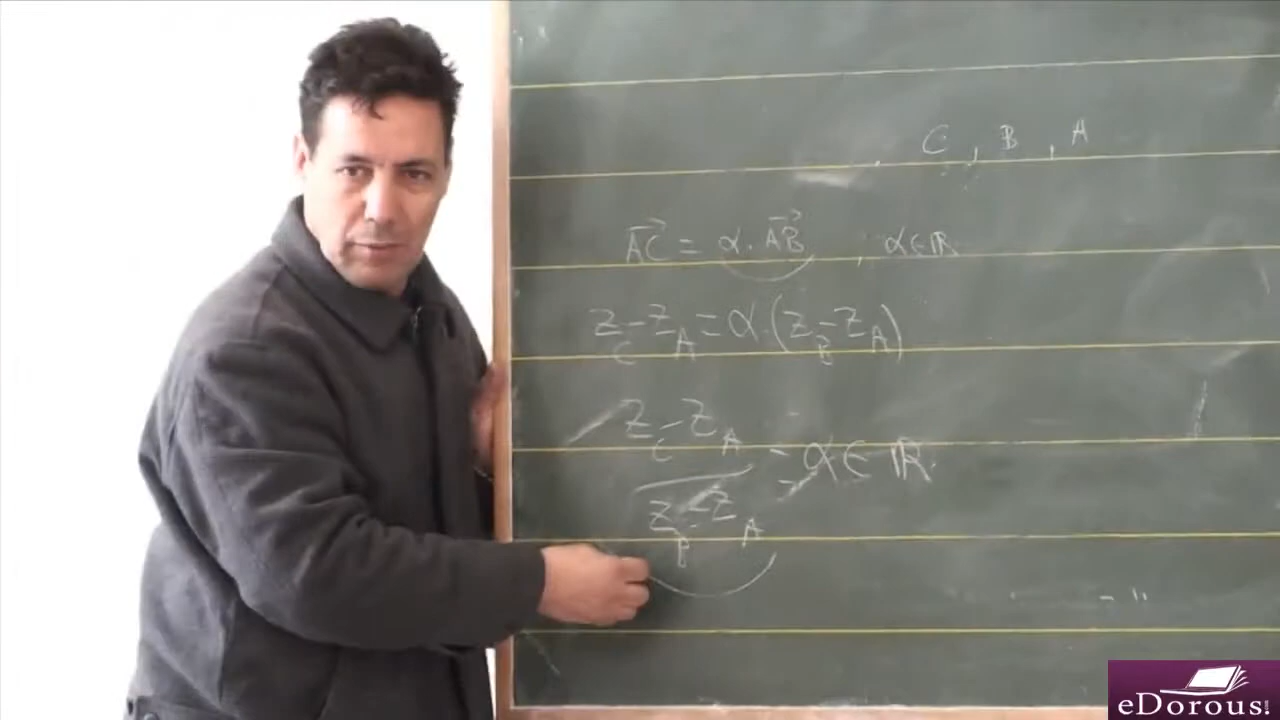 C , B , A
AC = α . AB , α ∈ ℝ
Z_C - Z_A = α . (Z_B - Z_A)
Z_C - Z_A
= α ∈ ℝ
Z_B - Z_A
eDorous!